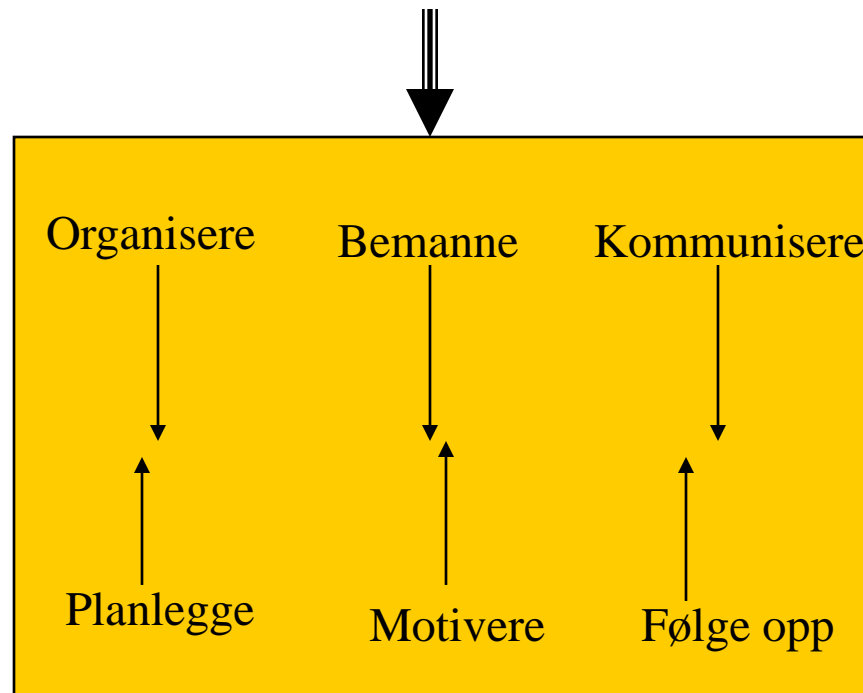 Organisere
Bemanne
Kommunisere
Planlegge
Motivere
Følge opp